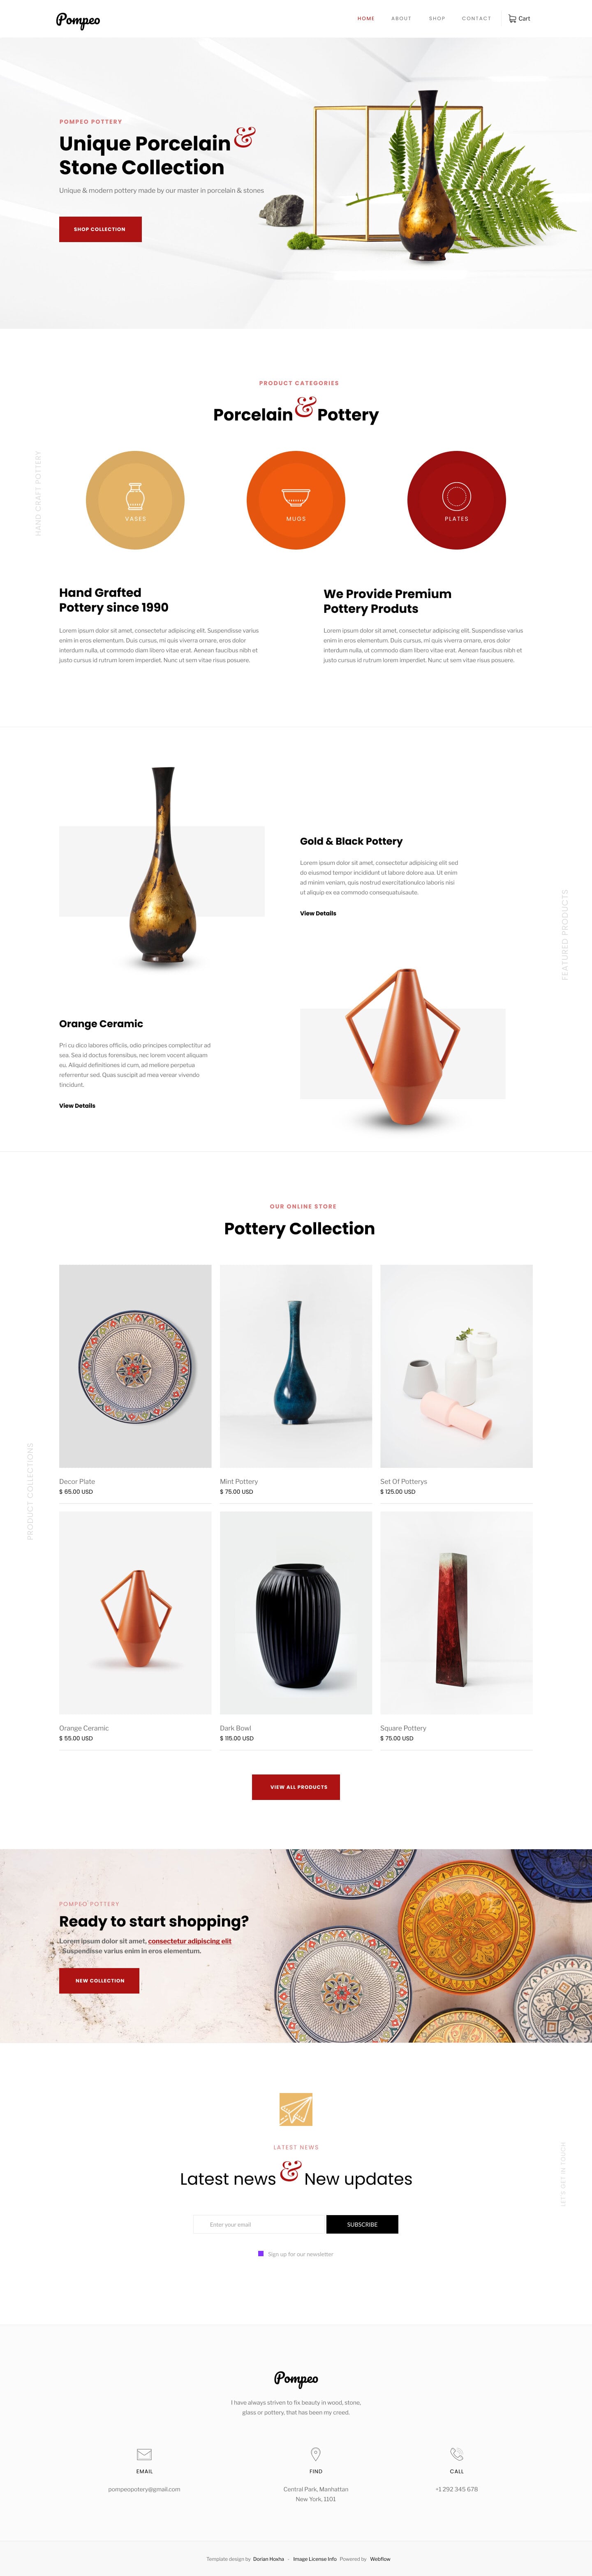 Pompeo
HOME ABOUT SHOP CONTACT Cart
POMPEO POTTERY
Unique Porcelain &
Stone Collection
Unique & modern pottery made by our master in porcelain & stones
SHOP COLLECTION
PRODUCT CATEGORIES
Porcelain & Pottery
HAND CRAFT POTTERY
VASES
MUGS
PLATES
Hand Grafted
Pottery since 1990
Lorem ipsum dolor sit amet, consectetur adipiscing elit. Suspendisse varius
enim in eros elementum. Duis cursus, mi quis viverra ornare, eros dolor
interdum nulla, ut commodo diam libero vitae erat. Aenean faucibus nibh et
justo cursus id rutrum lorem imperdiet. Nunc ut sem vitae risus posuere.
We Provide Premium
Pottery Produts
Lorem ipsum dolor sit amet, consectetur adipiscing elit. Suspendisse varius
enim in eros elementum. Duis cursus, mi quis viverra ornare, eros dolor
interdum nulla, ut commodo diam libero vitae erat. Aenean faucibus nibh et
justo cursus id rutrum lorem imperdiet. Nunc ut sem vitae risus posuere.
Gold & Black Pottery
Lorem ipsum dolor sit amet, consectetur adipisicing elit sed
do eiusmod tempor incididunt ut labore dolore aua. Ut enim
ad minim veniam, quis nostrud exercitationulco laboris nisi
ut aliquip ex ea commodo consequatuisaute.
View Details
FEATURED PRODUCTS
Orange Ceramic
Pri cu dico labores officiis, odio principes complectitur ad
sea. Sea id doctus forensibus, nec lorem vocent aliquam
eu. Aliquid definitiones id cum, ad meliore perpetua
referrentur sed. Quas suscipit ad mea verear vivendo
tincidunt.
View Details
OUR ONLINE STORE
Pottery Collection
PRODUCT COLLECTIONS
Decor Plate
$ 65.00 USD
Mint Pottery
$ 75.00 USD
Set Of Potterys
$ 125.00 USD
Orange Ceramic
$ 55.00 USD
Dark Bowl
$ 115.00 USD
Square Pottery
$ 75.00 USD
VIEW ALL PRODUCTS
POMPEO POTTERY
Ready to start shopping?
Lorem ipsum dolor sit amet, consectetur adipiscing elit
. Suspendisse varius enim in eros elementum.
NEW COLLECTION
LATEST NEWS
Latest news & New updates
LET'S GET IN TOUCH
Enter your email
SUBSCRIBE
Sign up for our newsletter
Pompeo
I have always striven to fix beauty in wood, stone,
glass or pottery, that has been my creed.
EMAIL
pompeopotery@gmail.com
FIND
Central Park, Manhattan
New York, 1101
CALL
+1 292 345 678
Template design by Dorian Hoxha - Image License Info Powered by Webflow